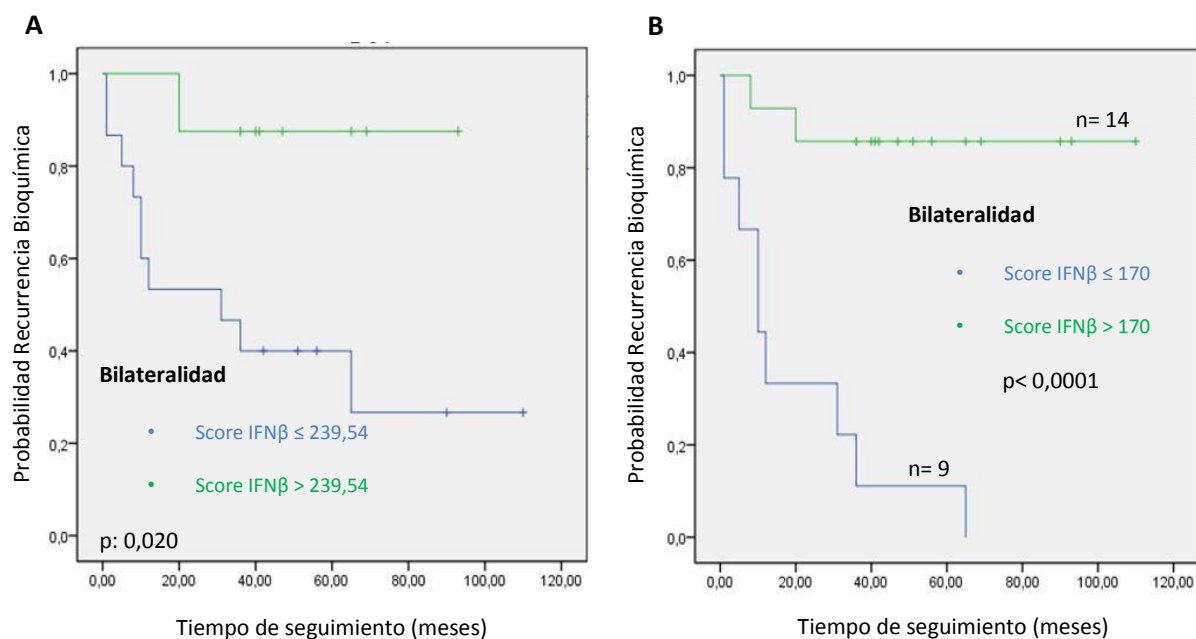 A
Probabilidad Recurrencia Bioquímica
1,0
0,8
0,6
0,4
0,2
0,0
Bilateralidad
• Score IFNβ ≤ 239,54
• Score IFNβ > 239,54
p: 0,020
0,00 20,00 40,00 60,00 80,00 100,00 120,00
Tiempo de seguimiento (meses)
B
Probabilidad Recurrencia Bioquímica
1,0
0,8
0,6
0,4
0,2
0,0
n= 14
Bilateralidad
• Score IFNβ ≤ 170
• Score IFNβ > 170
p< 0,0001
n= 9
0,00 20,00 40,00 60,00 80,00 100,00 120,00
Tiempo de seguimiento (meses)